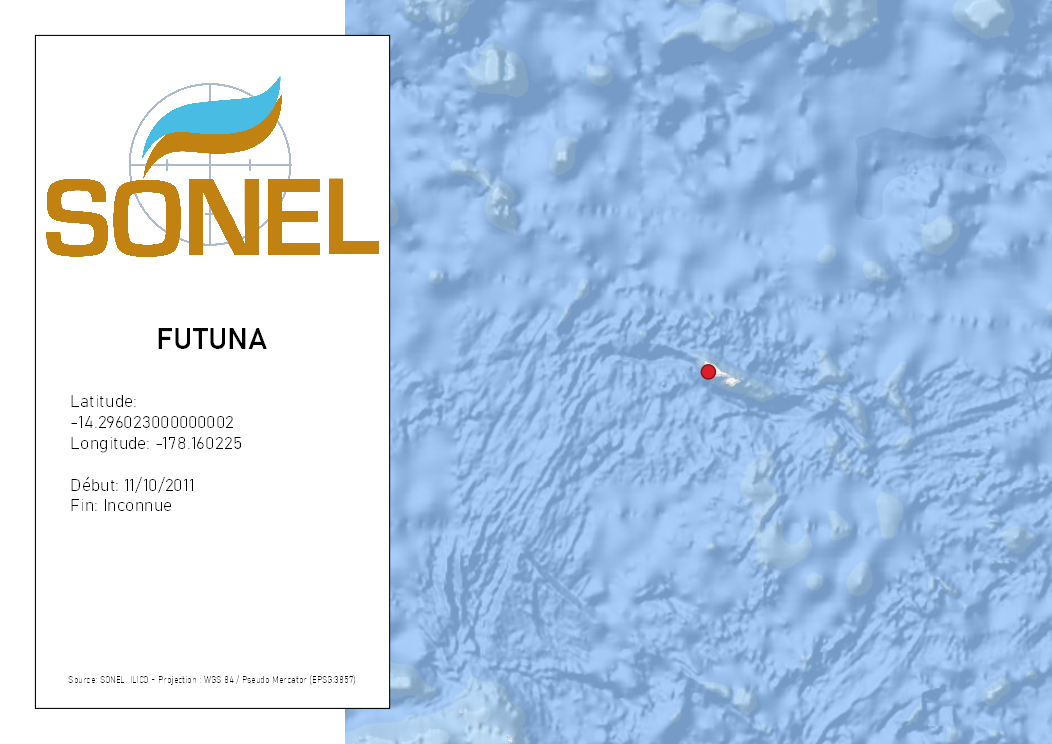 SONEL
FUTUNA
Latitude:
-14.296023000000002
Longitude: -178.160225
Début: 11/10/2011
Fin: Inconnue
Source: SONEL, ILICO - Projection : WGS 84 / Pseudo Mercator (EPSG:3857)